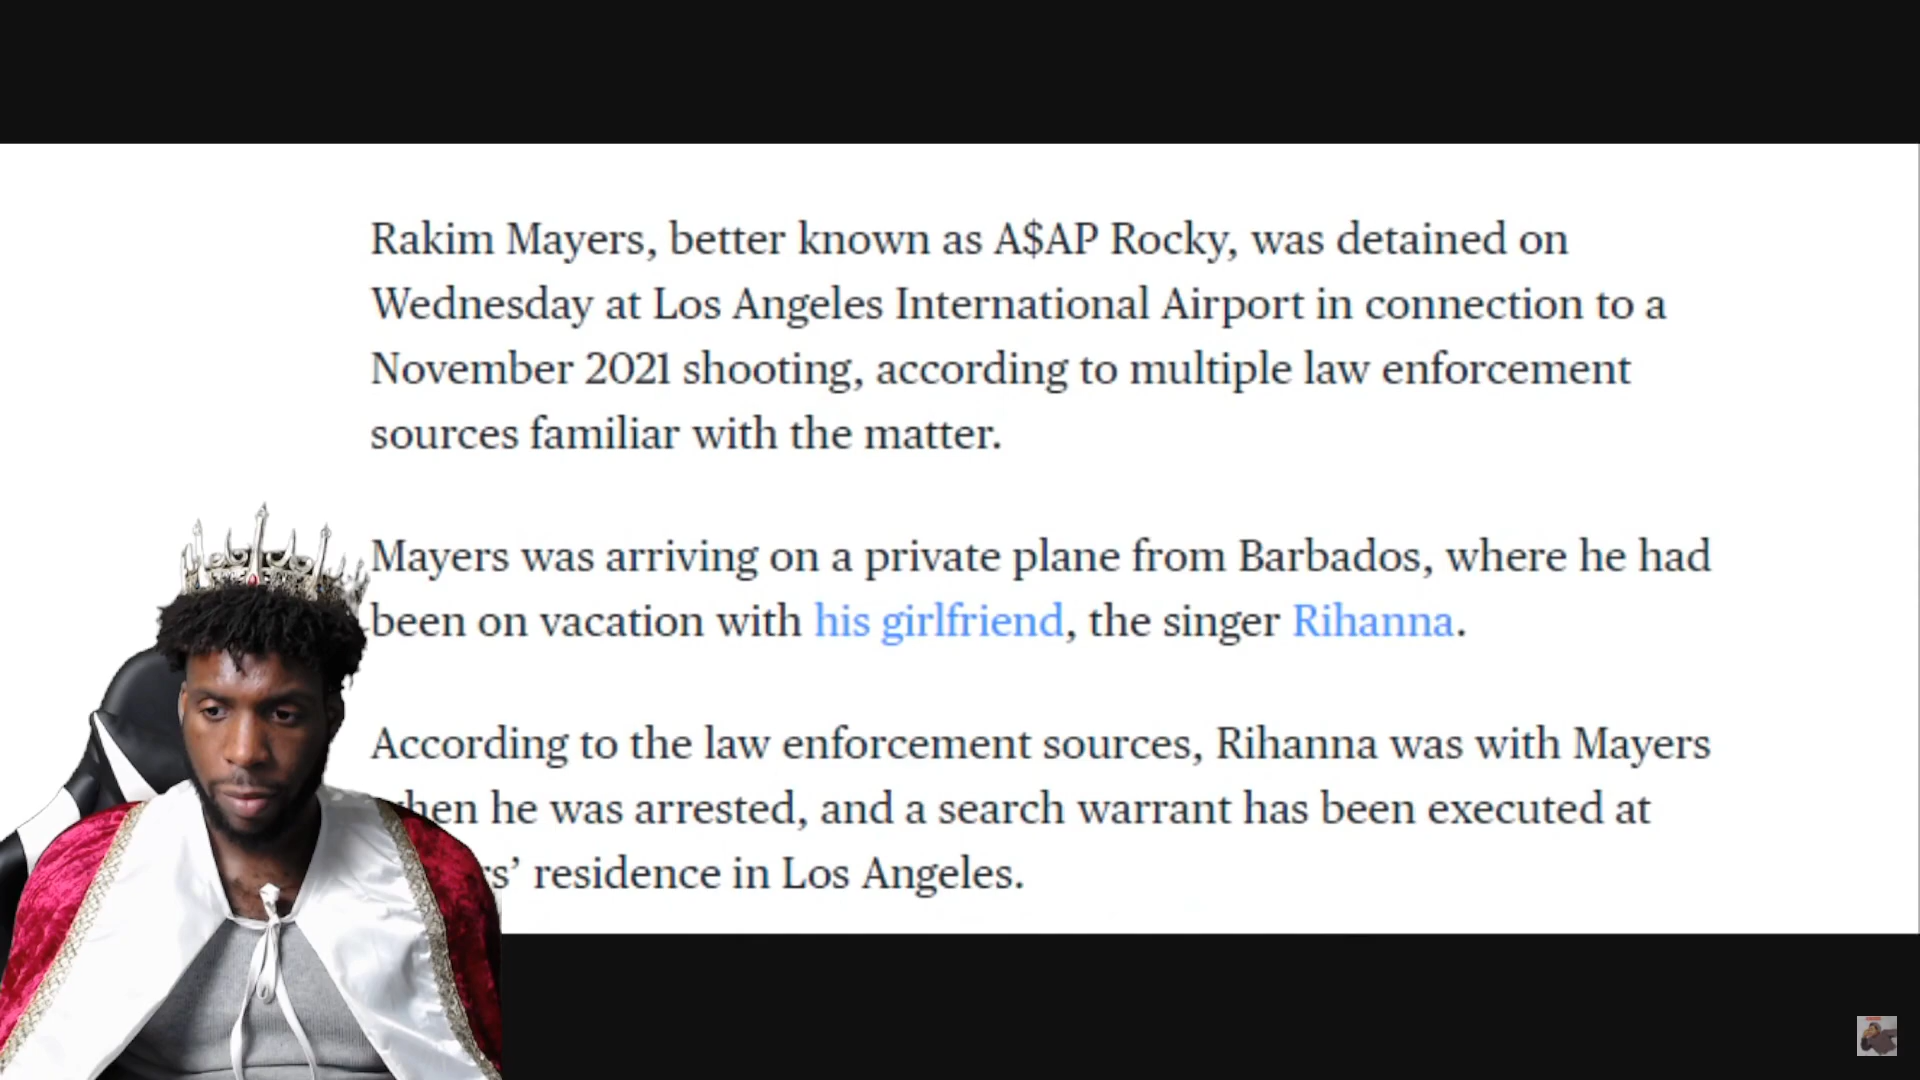 Rakim Mayers, better known as A$AP Rocky, was detained on
Wednesday at Los Angeles International Airport in connection to a
November 2021 shooting, according to multiple law enforcement
sources familiar with the matter.
Mayers was arriving on a private plane from Barbados, where he had
been on vacation with his girlfriend, the singer Rihanna.
According to the law enforcement sources, Rihanna was with Mayers
he was arrested, and a search warrant has been executed at
residence in Los Angeles.